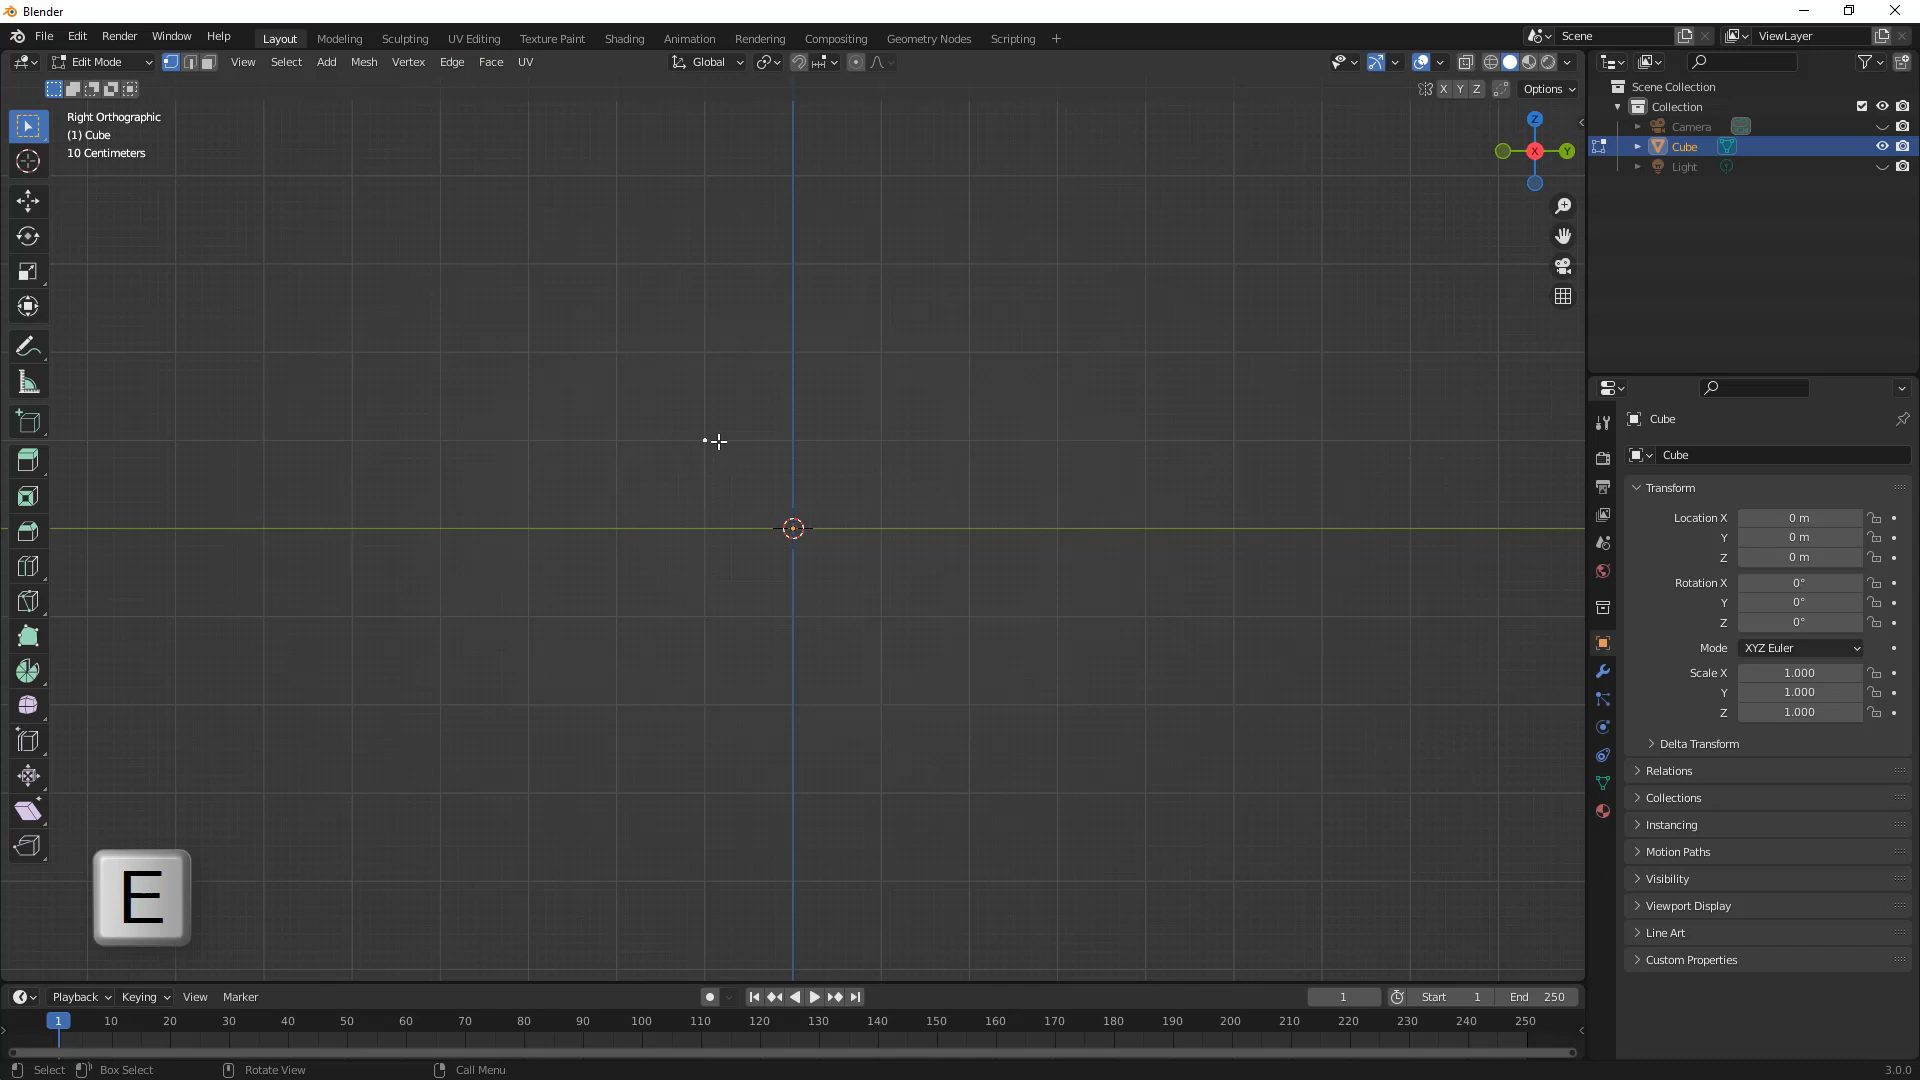 Blender
File Edit Render Window Help Layout Modeling Sculpting UV Editing Texture Paint Shading Animation Rendering Compositing Geometry Nodes Scripting + Scene ViewLayer
Edit Mode View Select Add Mesh Vertex Edge Face UV Global
X Y Z Options
Right Orthographic
(1) Cube
10 Centimeters
Z
X Y
Scene Collection
Collection
Camera
Cube
Light
Cube
Cube
Transform
Location X 0 m
Y 0 m
Z 0 m
Rotation X 0°
Y 0°
Z 0°
Mode XYZ Euler
Scale X 1.000
Y 1.000
Z 1.000
Delta Transform
Relations
Collections
Instancing
Motion Paths
Visibility
Viewport Display
Line Art
Custom Properties
E
Playback Keying View Marker 1 Start 1 End 250
1 10 20 30 40 50 60 70 80 90 100 110 120 130 140 150 160 170 180 190 200 210 220 230 240 250
Select Box Select Rotate View Call Menu 3.0.0